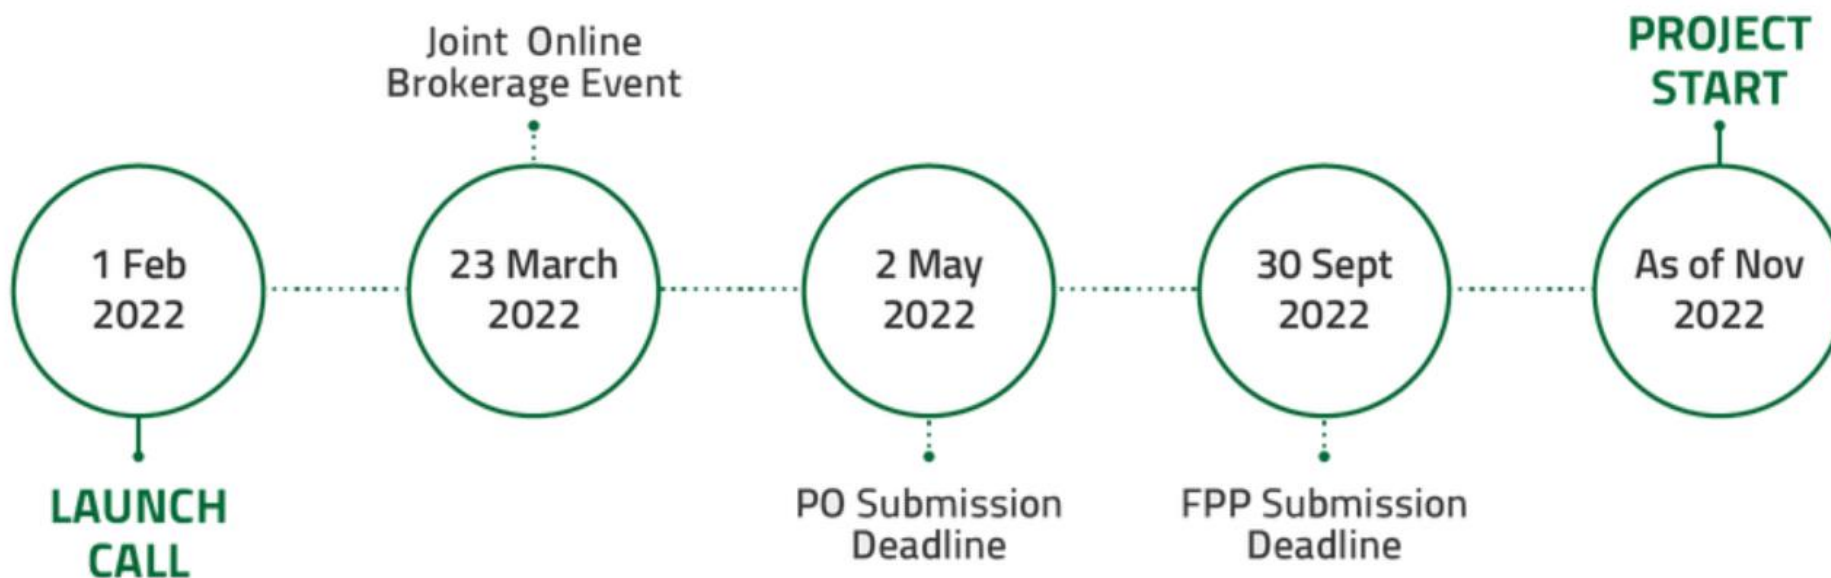 Joint Online
Brokerage Event
PROJECT
START
1 Feb
2022
23 March
2022
2 May
2022
30 Sept
2022
As of Nov
2022
LAUNCH
CALL
PO Submission
Deadline
FPP Submission
Deadline